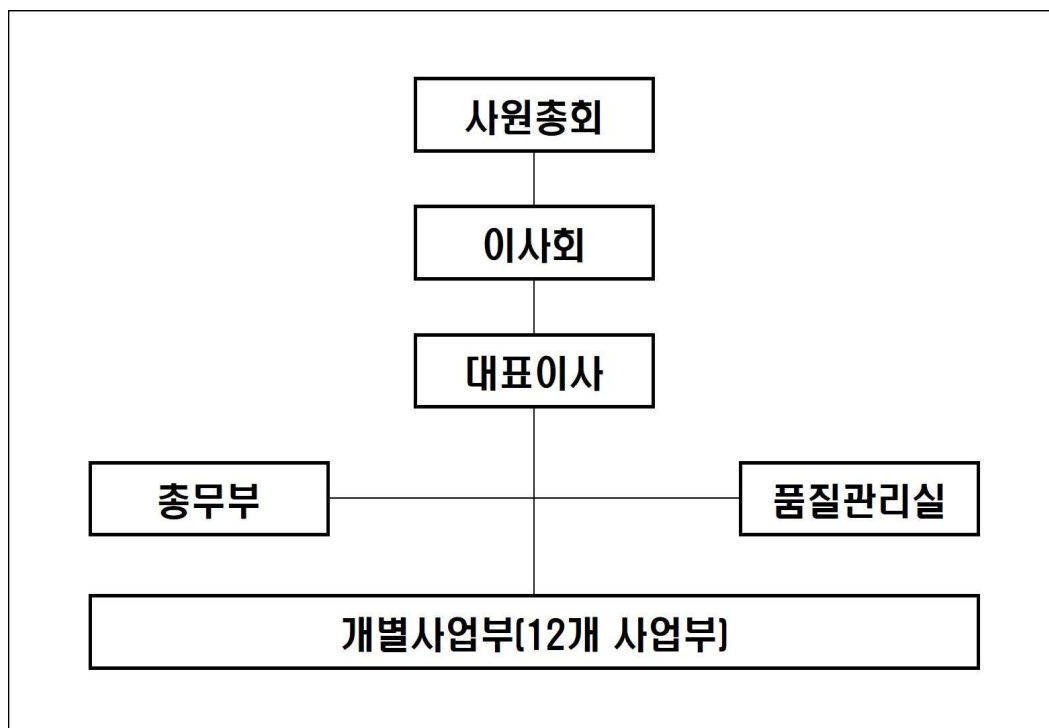 사원총회
이사회
대표이사
총무부
품질관리실
개별사업부(12개 사업부)